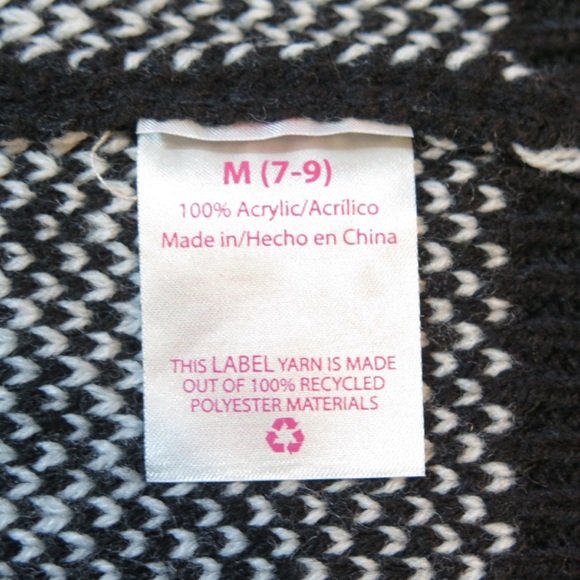 M (7-9)
100% Acrylic/Acrílico
Made in/Hecho en China
THIS LABEL YARN IS MADE
OUT OF 100% RECYCLED
POLYESTER MATERIALS